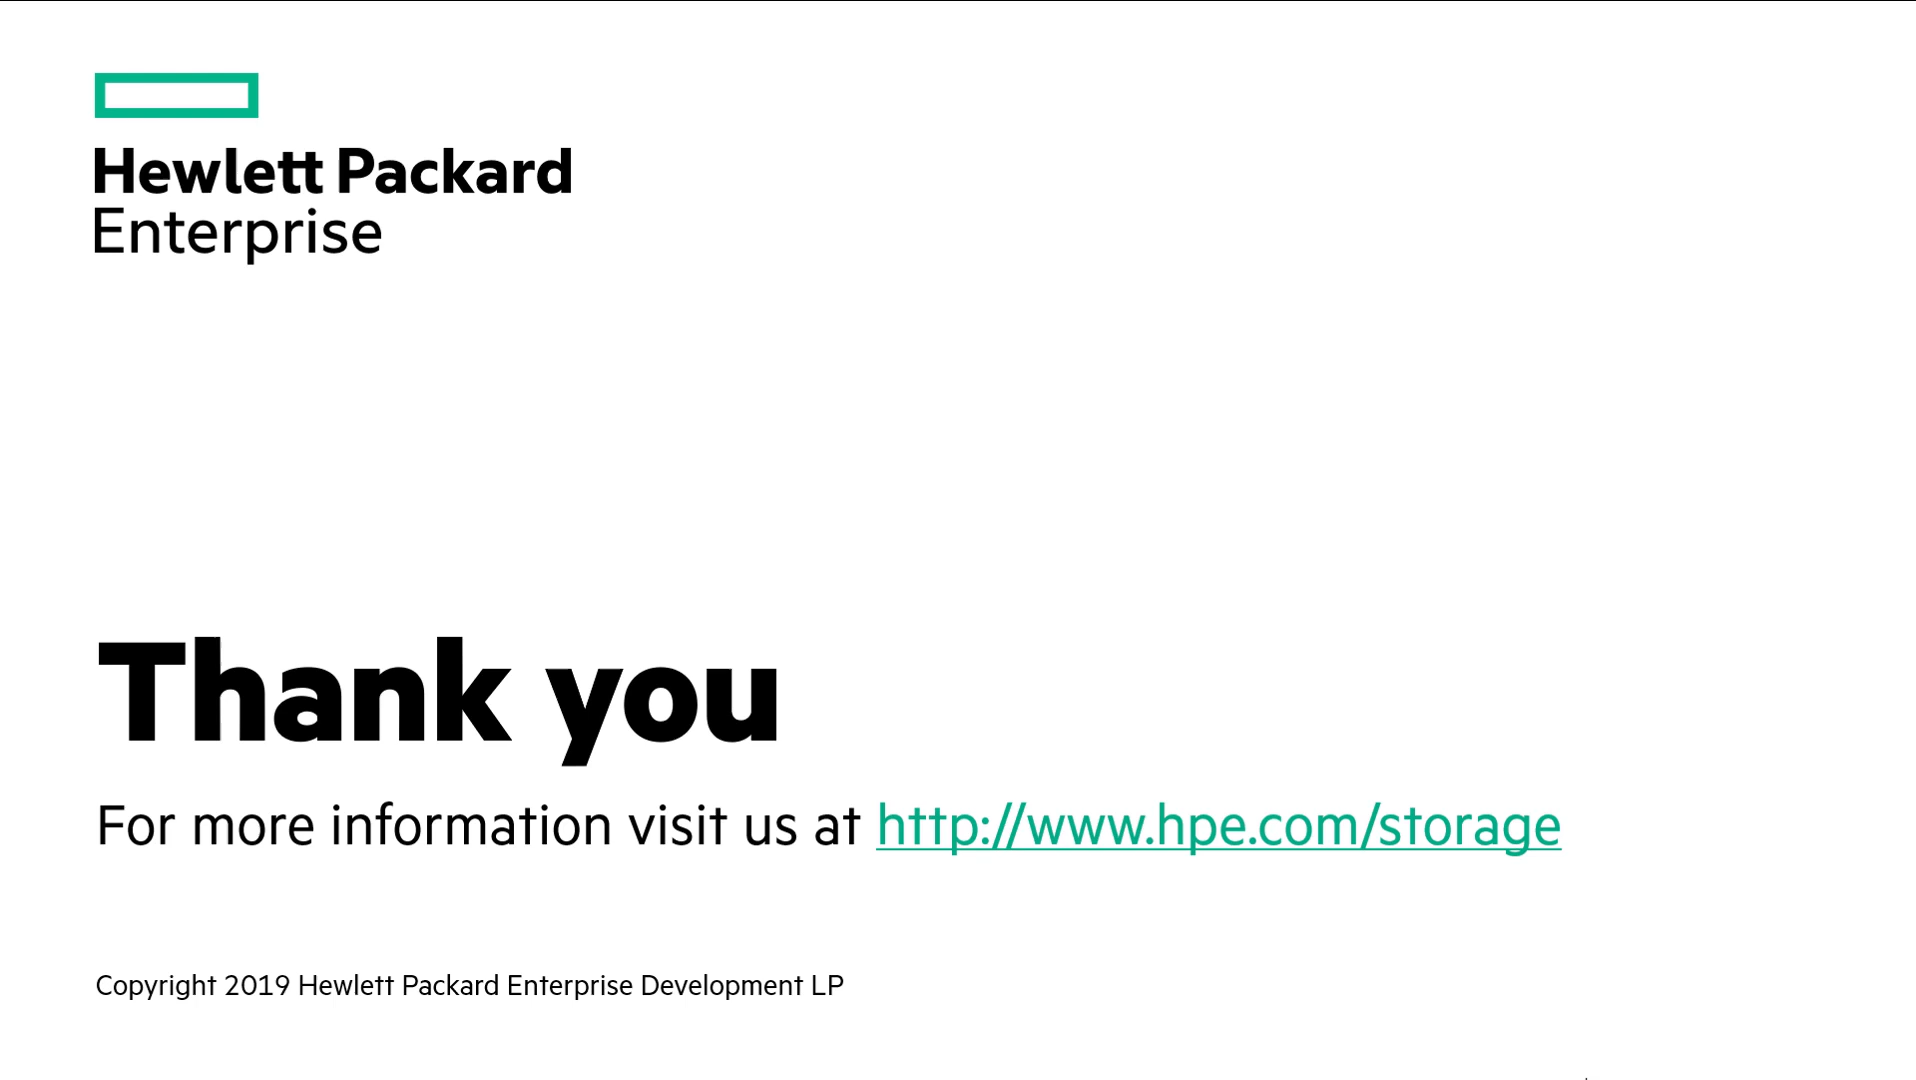 Hewlett Packard
Enterprise
Thank you
For more information visit us at http://www.hpe.com/storage
Copyright 2019 Hewlett Packard Enterprise Development LP